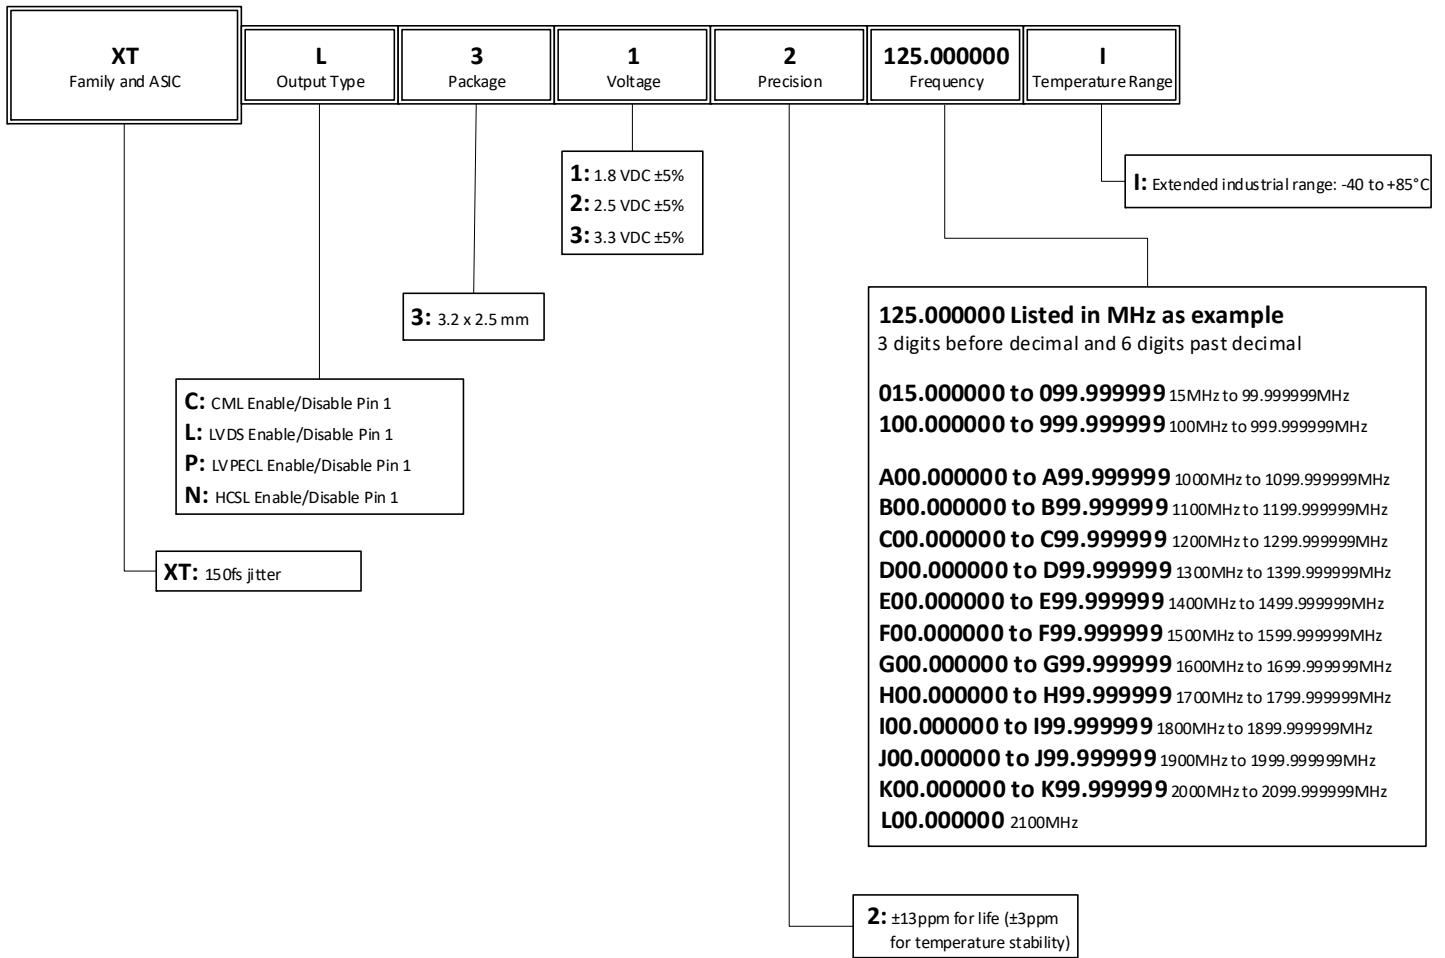 XT
Family and ASIC
L
Output Type
3
Package
1
Voltage
2
Precision
125.000000
Frequency
I
Temperature Range
1: 1.8 VDC ±5%
2: 2.5 VDC ±5%
3: 3.3 VDC ±5%
I: Extended industrial range: -40 to +85°C
3: 3.2 x 2.5 mm
125.000000 Listed in MHz as example
3 digits before decimal and 6 digits past decimal
015.000000 to 099.999999 15MHz to 99.999999MHz
100.000000 to 999.999999 100MHz to 999.999999MHz
A00.000000 to A99.999999 1000MHz to 1099.999999MHz
B00.000000 to B99.999999 1100MHz to 1199.999999MHz
C00.000000 to C99.999999 1200MHz to 1299.999999MHz
D00.000000 to D99.999999 1300MHz to 1399.999999MHz
E00.000000 to E99.999999 1400MHz to 1499.999999MHz
F00.000000 to F99.999999 1500MHz to 1599.999999MHz
G00.000000 to G99.999999 1600MHz to 1699.999999MHz
H00.000000 to H99.999999 1700MHz to 1799.999999MHz
I00.000000 to I99.999999 1800MHz to 1899.999999MHz
J00.000000 to J99.999999 1900MHz to 1999.999999MHz
K00.000000 to K99.999999 2000MHz to 2099.999999MHz
L00.000000 2100MHz
C: CML Enable/Disable Pin 1
L: LVDS Enable/Disable Pin 1
P: LVPECL Enable/Disable Pin 1
N: HCSL Enable/Disable Pin 1
XT: 150fs jitter
2: ±13ppm for life (±3ppm
for temperature stability)